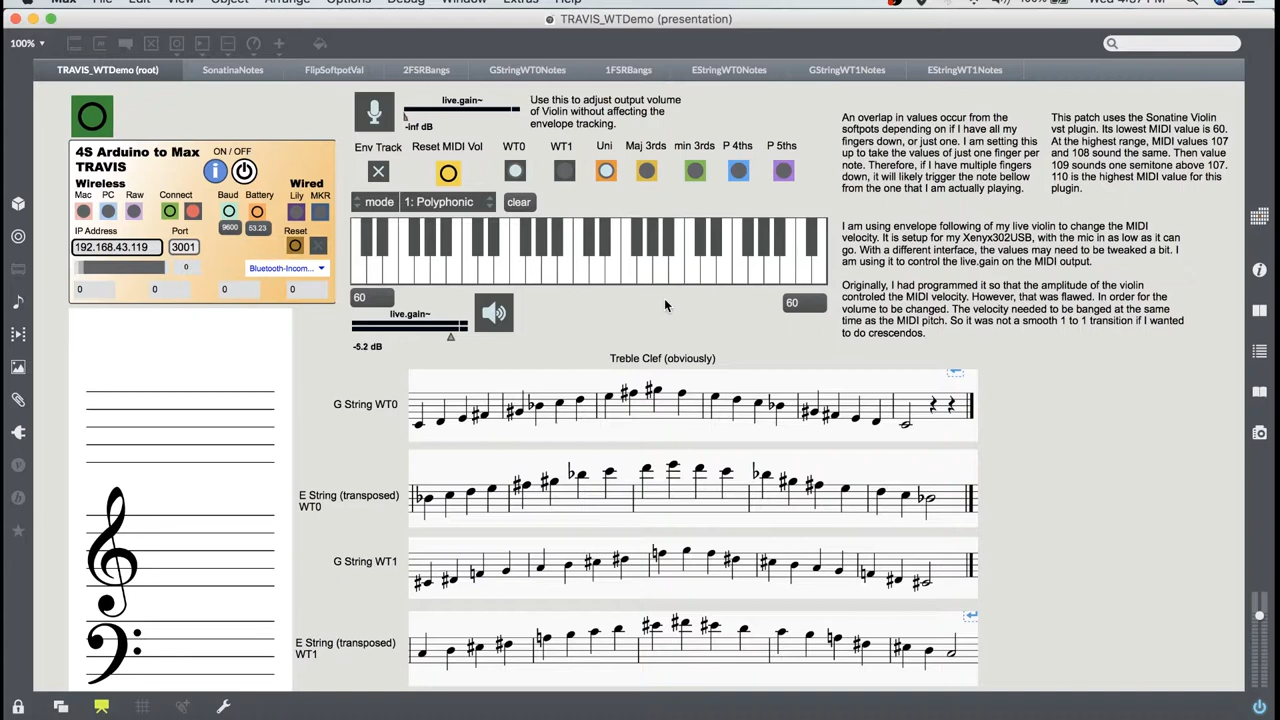 TRAVIS_WTDemo (presentation)
100%
TRAVIS_WTDemo (root)
SonatinaNotes
FlipSoftpotVal
2FSRBangs
GStringWT0Notes
1FSRBangs
EStringWT0Notes
GStringWT1Notes
EStringWT1Notes
4S Arduino to Max
TRAVIS
ON / OFF
Wireless
Wired
Mac PC Raw Connect Baud Battery Lily MKR
9600 53.23
IP Address Port Reset
192.168.43.119 3001
0
Bluetooth-Incom...
0 0 0 0
live.gain~
-inf dB
Use this to adjust output volume
of Violin without affecting the
envelope tracking.
Env Track Reset MIDI Vol WT0 WT1 Uni Maj 3rds min 3rds P 4ths P 5ths
mode 1: Polyphonic clear
60
60
live.gain~
-5.2 dB
An overlap in values occur from the
softpots depending on if I have all my
fingers down, or just one. I am setting this
up to take the values of just one finger per
note. Therefore, if I have multiple fingers
down, it will likely trigger the note bellow
from the one that I am actually playing.
This patch uses the Sonatine Violin
vst plugin. Its lowest MIDI value is 60.
At the highest range, MIDI values 107
and 108 sound the same. Then value
109 sounds one semitone above 107.
110 is the highest MIDI value for this
plugin.
I am using envelope following of my live violin to change the MIDI
velocity. It is setup for my Xenyx302USB, with the mic in as low as it can
go. With a different interface, the values may need to be tweaked a bit. I
am using it to control the live.gain on the MIDI output.
Originally, I had programmed it so that the amplitude of the violin
controled the MIDI velocity. However, that was flawed. In order for the
volume to be changed. The velocity needed to be banged at the same
time as the MIDI pitch. So it was not a smooth 1 to 1 transition if I wanted
to do crescendos.
Treble Clef (obviously)
G String WT0
E String (transposed)
WT0
G String WT1
E String (transposed)
WT1